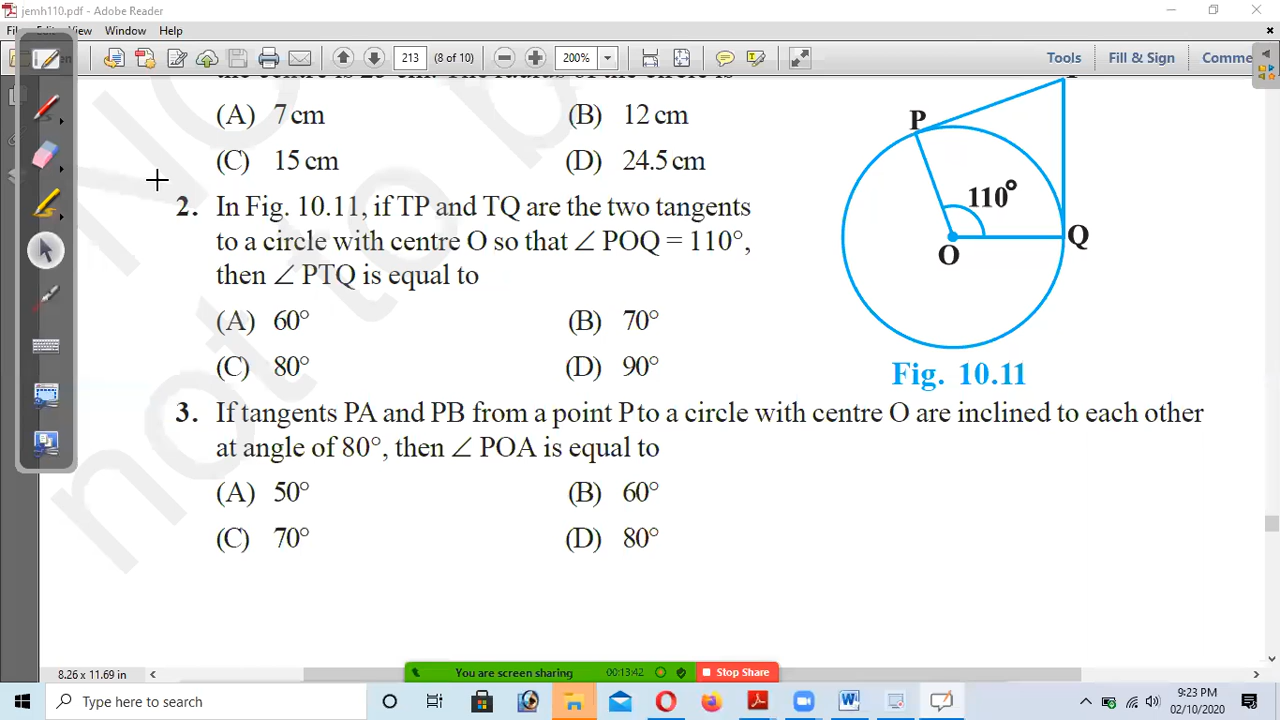 jemh110.pdf - Adobe Reader
View Window Help
213 (8 of 10) 200% Tools Fill & Sign Comme
(A) 7 cm (B) 12 cm
(C) 15 cm (D) 24.5 cm
2. In Fig. 10.11, if TP and TQ are the two tangents
to a circle with centre O so that ∠ POQ = 110°,
then ∠ PTQ is equal to
(A) 60° (B) 70°
(C) 80° (D) 90°
P
110°
O
Q
Fig. 10.11
3. If tangents PA and PB from a point P to a circle with centre O are inclined to each other
at angle of 80°, then ∠ POA is equal to
(A) 50° (B) 60°
(C) 70° (D) 80°
not to b
8.26 x 11.69 in
You are screen sharing 00:13:42 Stop Share
Type here to search
9:23 PM
02/10/2020